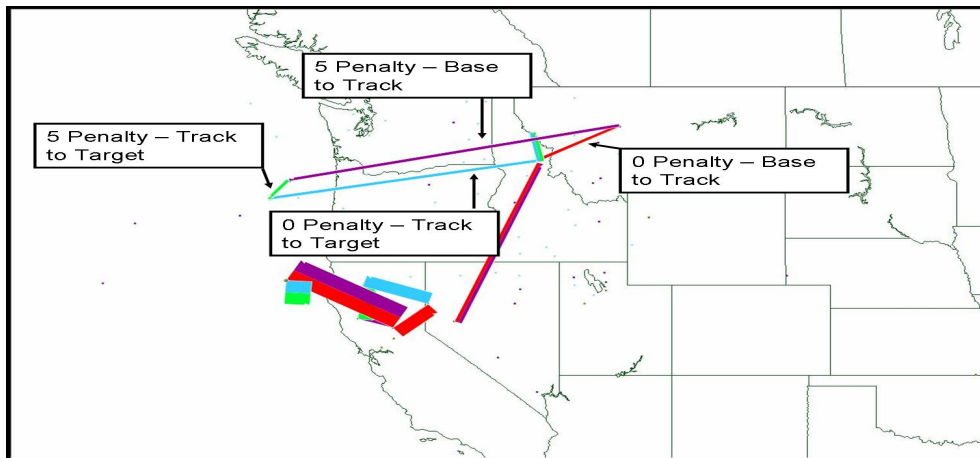 5 Penalty – Base
to Track
5 Penalty – Track
to Target
0 Penalty – Base
to Track
0 Penalty – Track
to Target